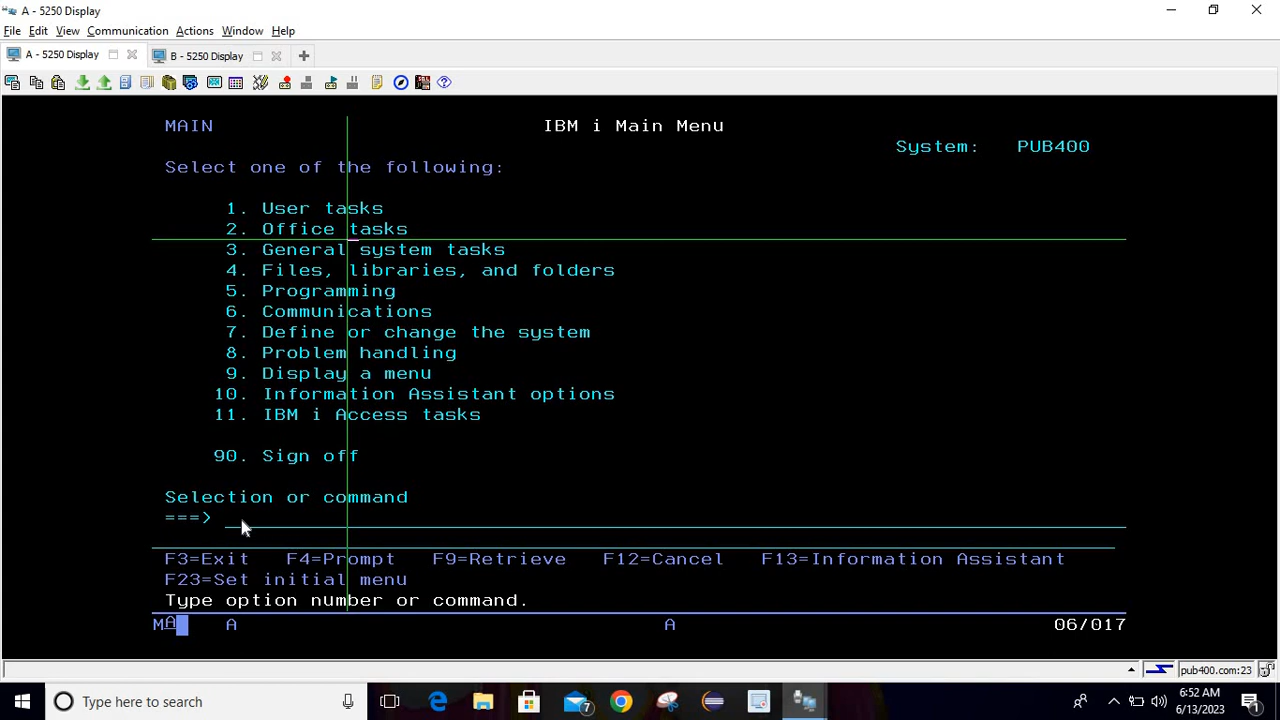 A - 5250 Display
File Edit View Communication Actions Window Help
A - 5250 Display B - 5250 Display
MAIN IBM i Main Menu
System: PUB400
Select one of the following:
1. User tasks
2. Office tasks
3. General system tasks
4. Files, libraries, and folders
5. Programming
6. Communications
7. Define or change the system
8. Problem handling
9. Display a menu
10. Information Assistant options
11. IBM i Access tasks
90. Sign off
Selection or command
===>
F3=Exit F4=Prompt F9=Retrieve F12=Cancel F13=Information Assistant
F23=Set initial menu
Type option number or command.
MA A A 06/017
pub400.com:23
Type here to search 7 6:52 AM
6/13/2023 1